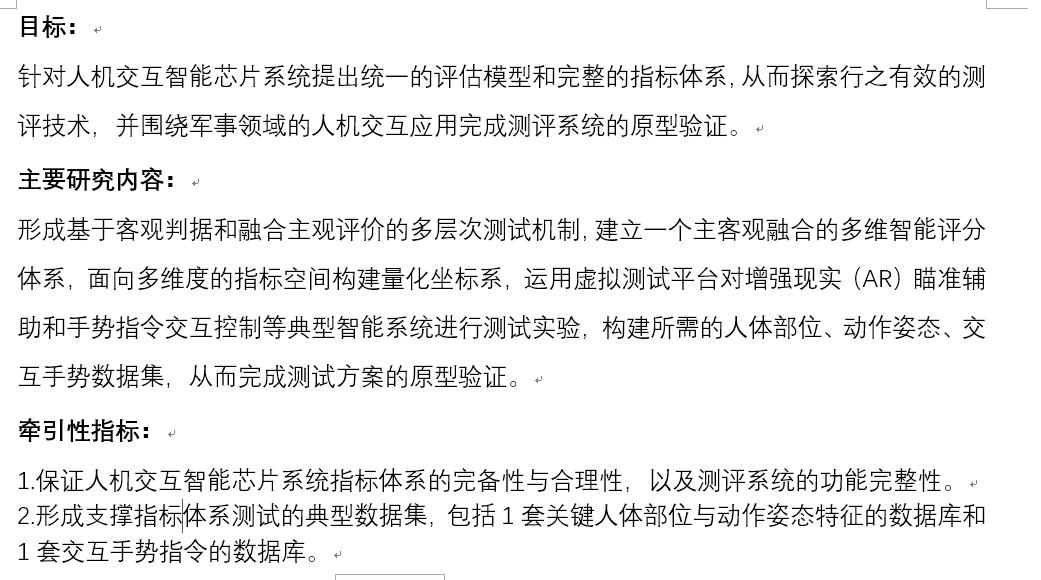 目标：
针对人机交互智能芯片系统提出统一的评估模型和完整的指标体系，从而探索行之有效的测
评技术，并围绕军事领域的人机交互应用完成测评系统的原型验证。
主要研究内容：
形成基于客观判据和融合主观评价的多层次测试机制，建立一个主客观融合的多维智能评分
体系，面向多维度的指标空间构建量化坐标系，运用虚拟测试平台对增强现实（AR）瞄准辅
助和手势指令交互控制等典型智能系统进行测试实验，构建所需的人体部位、动作姿态、交
互手势数据集，从而完成测试方案的原型验证。
牵引性指标：
1.保证人机交互智能芯片系统指标体系的完备性与合理性，以及测评系统的功能完整性。
2.形成支撑指标体系测试的典型数据集，包括 1 套关键人体部位与动作姿态特征的数据库和
1 套交互手势指令的数据库。